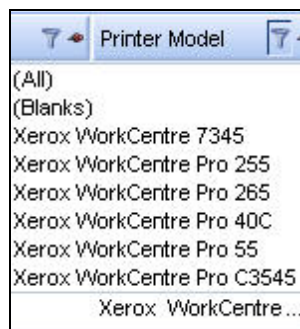 Printer Model
(All)
(Blanks)
Xerox WorkCentre 7345
Xerox WorkCentre Pro 255
Xerox WorkCentre Pro 265
Xerox WorkCentre Pro 40C
Xerox WorkCentre Pro 55
Xerox WorkCentre Pro C3545
Xerox WorkCentre ...